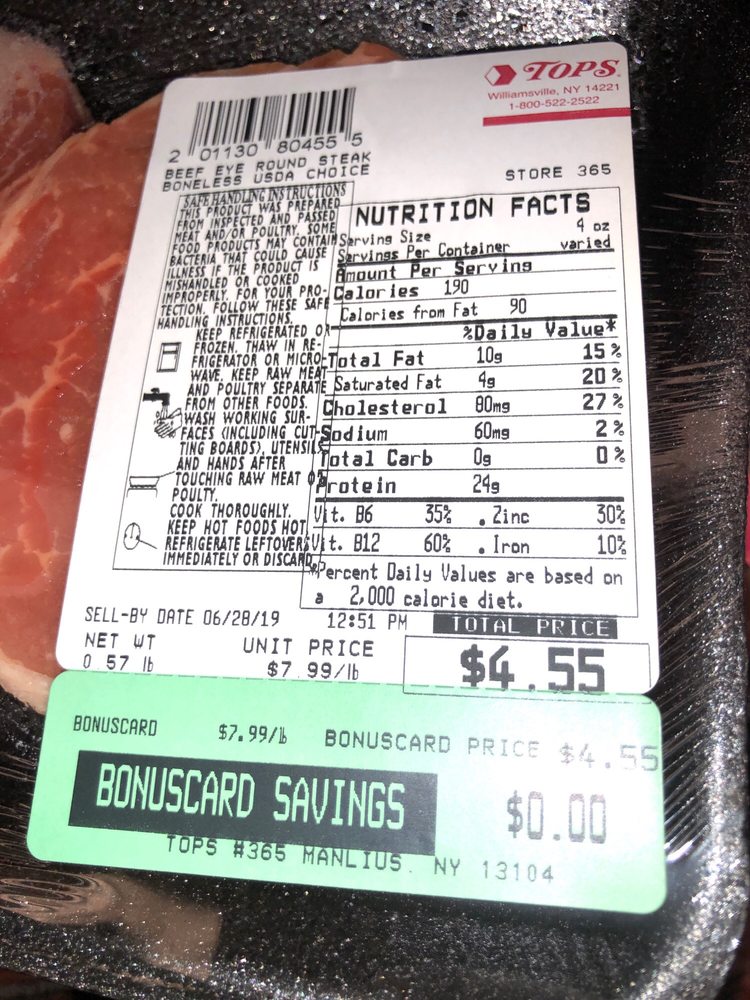 TOPS
Williamsville, NY 14221
1-800-522-2522
2 01130 80455 5
BEEF EYE ROUND STEAK
BONELESS USDA CHOICE
STORE 365
SAFE HANDLING INSTRUCTIONS
THIS PRODUCT WAS PREPARED
FROM INSPECTED AND PASSED
MEAT AND/OR POULTRY. SOME
FOOD PRODUCTS MAY CONTAIN
BACTERIA THAT COULD CAUSE
ILLNESS IF THE PRODUCT IS
MISHANDLED OR COOKED
IMPROPERLY. FOR YOUR PRO-
TECTION, FOLLOW THESE SAFE
HANDLING INSTRUCTIONS.
KEEP REFRIGERATED OR
FROZEN. THAW IN RE-
FRIGERATOR OR MICRO-
WAVE. KEEP RAW MEAT
AND POULTRY SEPARATE
FROM OTHER FOODS.
WASH WORKING SUR-
FACES (INCLUDING CUT-
TING BOARDS), UTENSILS
AND HANDS AFTER
TOUCHING RAW MEAT OR
POULTY.
COOK THOROUGHLY.
KEEP HOT FOODS HOT.
REFRIGERATE LEFTOVERS
IMMEDIATELY OR DISCARD.
NUTRITION FACTS
Serving Size 4 oz
Servings Per Container varied
Amount Per Serving
Calories 190
Calories from Fat 90
%Daily Value*
Total Fat 10g 15%
Saturated Fat 4g 20%
Cholesterol 80mg 27%
Sodium 60mg 2%
Total Carb 0g 0%
Protein 24g
Vit. B6 35% . Zinc 30%
Vit. B12 60% . Iron 10%
*Percent Daily Values are based on
a 2,000 calorie diet.
SELL-BY DATE 06/28/19 12:51 PM TOTAL PRICE
NET WT UNIT PRICE
0.57 lb $7.99/lb $4.55
BONUSCARD $7.99/lb BONUSCARD PRICE $4.55
BONUSCARD SAVINGS $0.00
TOPS #365 MANLIUS. NY 13104